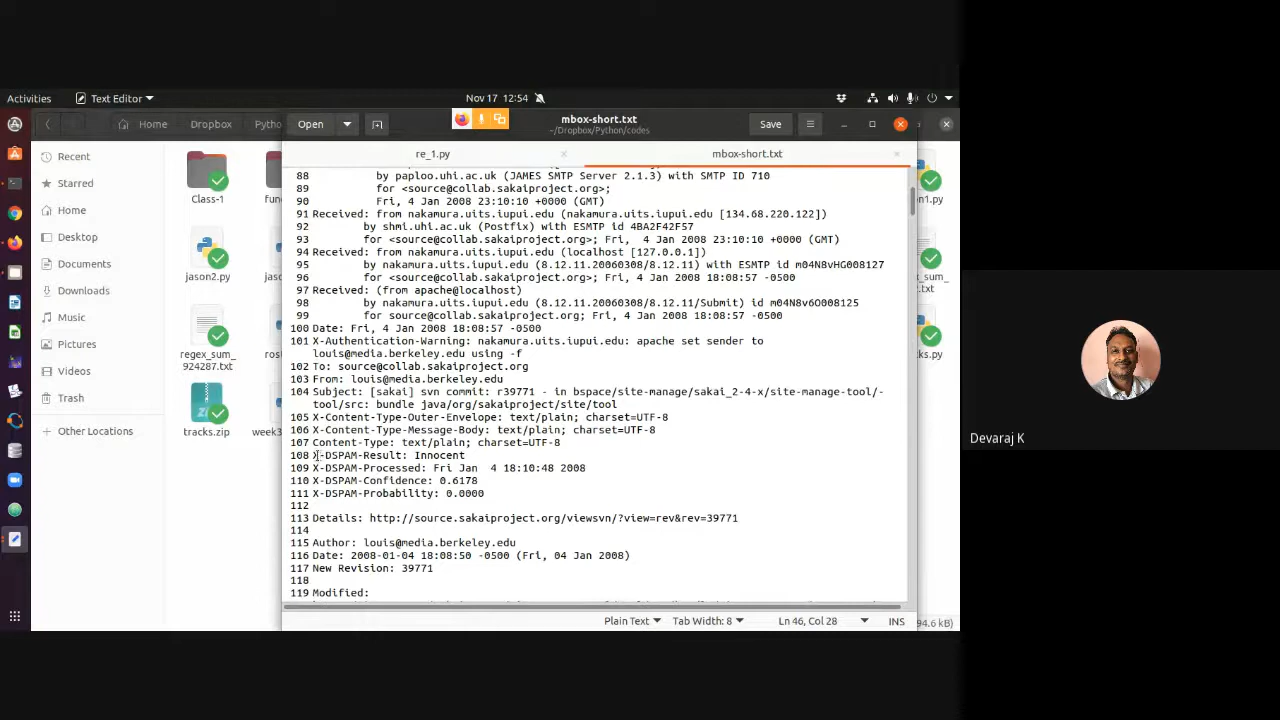 Activities
Text Editor
Nov 17 12:54
Home
Dropbox
Pytho
Open
mbox-short.txt
~/Dropbox/Python/codes
Save
re_1.py
mbox-short.txt
Recent
Starred
Home
Desktop
Documents
Downloads
Music
Pictures
Videos
Trash
Other Locations
Class-1
fun
jason2.py
jaso
regex_sum_
924287.txt
ros
tracks.zip
week3
88 by paploo.uhi.ac.uk (JAMES SMTP Server 2.1.3) with SMTP ID 710
89 for <source@collab.sakaiproject.org>;
90 Fri, 4 Jan 2008 23:10:10 +0000 (GMT)
91 Received: from nakamura.uits.iupui.edu (nakamura.uits.iupui.edu [134.68.220.122])
92 by shmi.uhi.ac.uk (Postfix) with ESMTP id 4BA2F42F57
93 for <source@collab.sakaiproject.org>; Fri,  4 Jan 2008 23:10:10 +0000 (GMT)
94 Received: from nakamura.uits.iupui.edu (localhost [127.0.0.1])
95 by nakamura.uits.iupui.edu (8.12.11.20060308/8.12.11) with ESMTP id m04N8vHG008127
96 for <source@collab.sakaiproject.org>; Fri, 4 Jan 2008 18:08:57 -0500
97 Received: (from apache@localhost)
98 by nakamura.uits.iupui.edu (8.12.11.20060308/8.12.11/Submit) id m04N8v6O008125
99 for source@collab.sakaiproject.org; Fri, 4 Jan 2008 18:08:57 -0500
100 Date: Fri, 4 Jan 2008 18:08:57 -0500
101 X-Authentication-Warning: nakamura.uits.iupui.edu: apache set sender to
louis@media.berkeley.edu using -f
102 To: source@collab.sakaiproject.org
103 From: louis@media.berkeley.edu
104 Subject: [sakai] svn commit: r39771 - in bspace/site-manage/sakai_2-4-x/site-manage-tool/-
tool/src: bundle java/org/sakaiproject/site/tool
105 X-Content-Type-Outer-Envelope: text/plain; charset=UTF-8
106 X-Content-Type-Message-Body: text/plain; charset=UTF-8
107 Content-Type: text/plain; charset=UTF-8
108 X-DSPAM-Result: Innocent
109 X-DSPAM-Processed: Fri Jan  4 18:10:48 2008
110 X-DSPAM-Confidence: 0.6178
111 X-DSPAM-Probability: 0.0000
112
113 Details: http://source.sakaiproject.org/viewsvn/?view=rev&rev=39771
114
115 Author: louis@media.berkeley.edu
116 Date: 2008-01-04 18:08:50 -0500 (Fri, 04 Jan 2008)
117 New Revision: 39771
118
119 Modified:
Plain Text
Tab Width: 8
Ln 46, Col 28
INS
n1.py
x_sum_
.txt
ks.py
94.6 kB)
Devaraj K